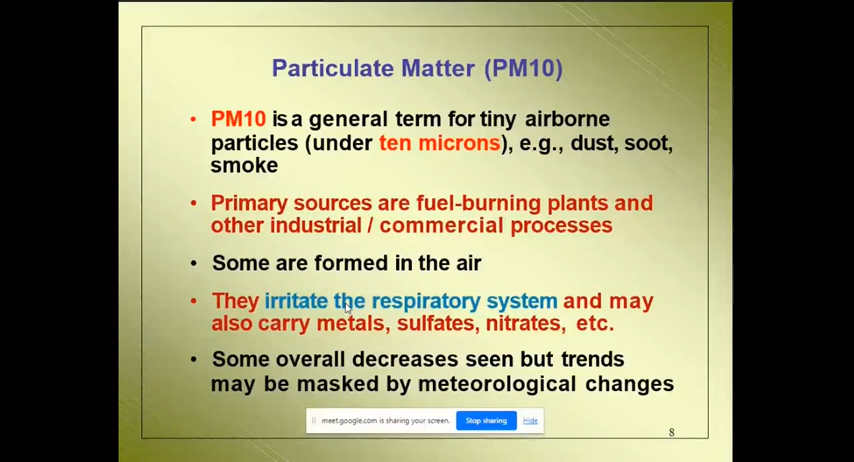 Particulate Matter (PM10)
• PM10 is a general term for tiny airborne
particles (under ten microns), e.g., dust, soot,
smoke
• Primary sources are fuel-burning plants and
other industrial / commercial processes
• Some are formed in the air
• They irritate the respiratory system and may
also carry metals, sulfates, nitrates, etc.
• Some overall decreases seen but trends
may be masked by meteorological changes
meet.google.com is sharing your screen. Stop sharing Hide
8